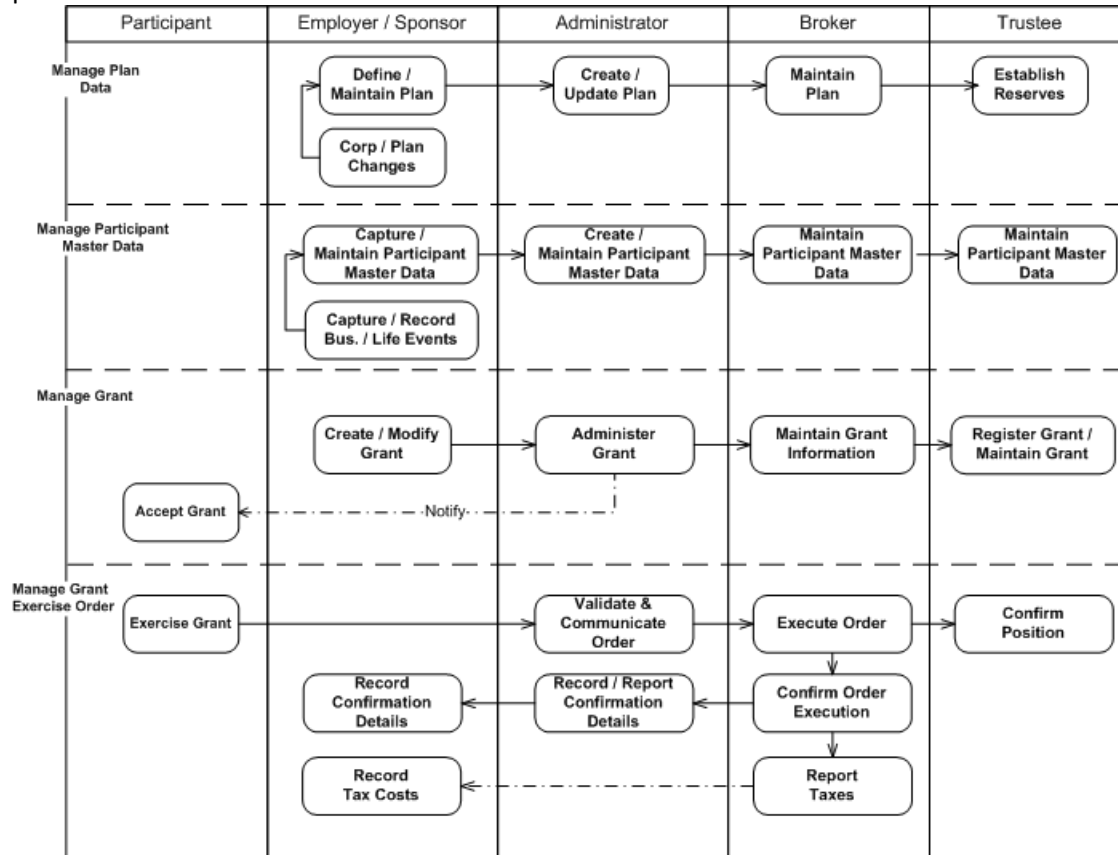 Participant
Employer / Sponsor
Administrator
Broker
Trustee
Manage Plan
Data
Define /
Maintain Plan
Create /
Update Plan
Maintain
Plan
Establish
Reserves
Corp / Plan
Changes
Manage Participant
Master Data
Capture /
Maintain Participant
Master Data
Create /
Maintain Participant
Master Data
Maintain
Participant Master
Data
Maintain
Participant Master
Data
Capture / Record
Bus. / Life Events
Manage Grant
Create / Modify
Grant
Administer
Grant
Maintain Grant
Information
Register Grant /
Maintain Grant
Accept Grant
Notify
Manage Grant
Exercise Order
Exercise Grant
Validate &
Communicate
Order
Execute Order
Confirm
Position
Record
Confirmation
Details
Record / Report
Confirmation
Details
Confirm Order
Execution
Record
Tax Costs
Report
Taxes